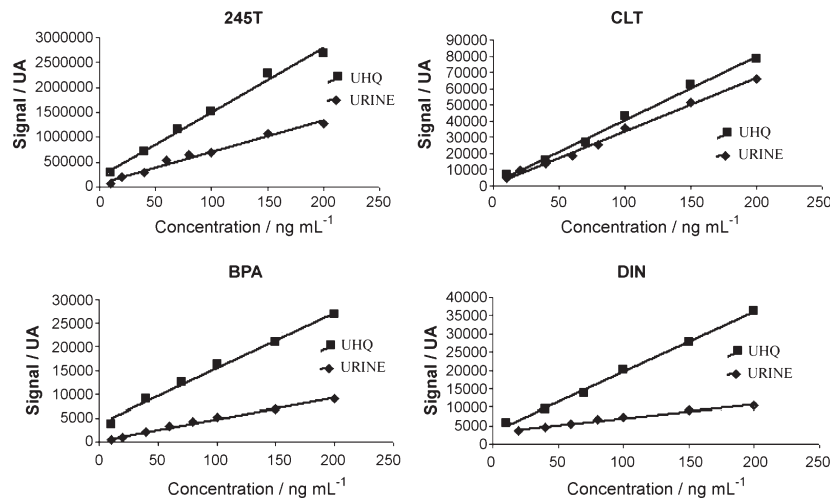 245T
Signal / UA
3000000
2500000
2000000
1500000
1000000
500000
0
0 50 100 150 200 250
Concentration / ng mL⁻¹
UHQ
URINE
CLT
Signal / UA
90000
80000
70000
60000
50000
40000
30000
20000
10000
0
0 50 100 150 200 250
Concentration / ng mL⁻¹
UHQ
URINE
BPA
Signal / UA
30000
25000
20000
15000
10000
5000
0
0 50 100 150 200 250
Concentration / ng mL⁻¹
UHQ
URINE
DIN
Signal / UA
40000
35000
30000
25000
20000
15000
10000
5000
0
0 50 100 150 200 250
Concentration / ng mL⁻¹
UHQ
URINE